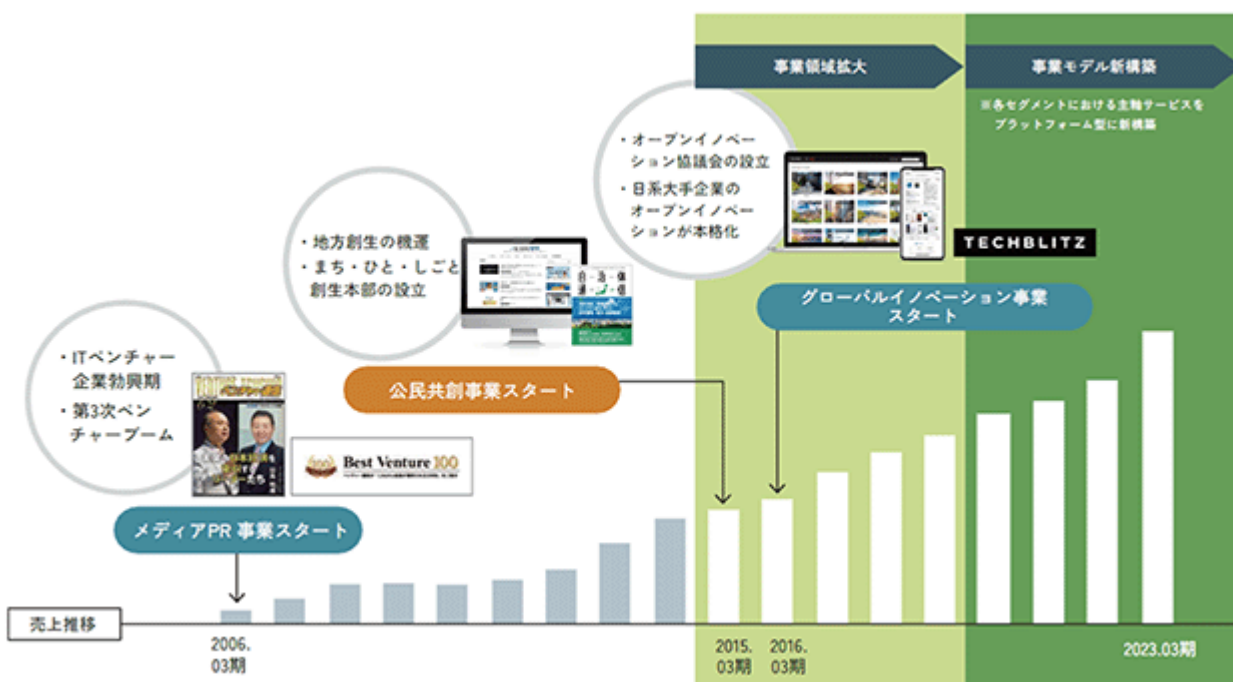 事業領域拡大
事業モデル新構築
※各セグメントにおける主軸サービスを
プラットフォーム型に新構築
・オープンイノベー
ション協議会の設立
・日系大手企業の
オープンイノベー
ションが本格化
TECHBLITZ
・地方創生の機運
・まち・ひと・しごと
創生本部の設立
グローバルイノベーション事業
スタート
・ITベンチャー
企業勃興期
・第3次ベン
チャーブーム
公民共創事業スタート
100
Best Venture 100
メディアPR 事業スタート
売上推移
2006.
03期
2015.
03期
2016.
03期
2023.03期